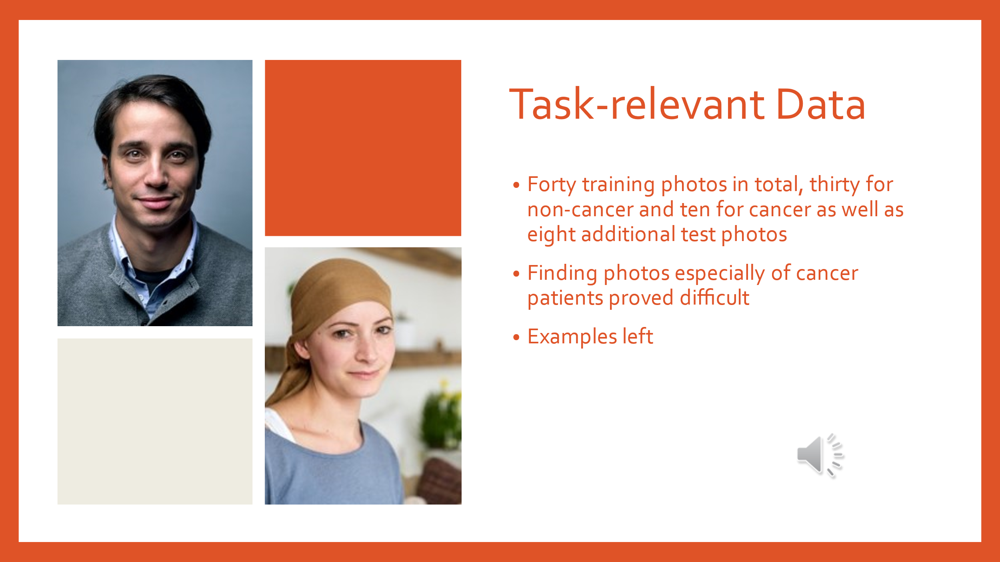 Task-relevant Data
• Forty training photos in total, thirty for
non-cancer and ten for cancer as well as
eight additional test photos
• Finding photos especially of cancer
patients proved difficult
• Examples left